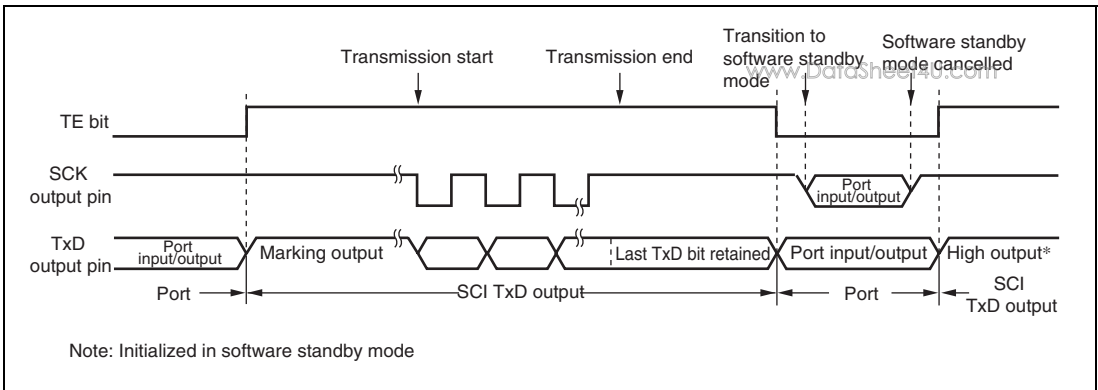 Transmission start
Transmission end
Transition to
software standby
mode
Software standby
mode cancelled
www.DataSheet4U.com
TE bit
SCK
output pin
Port
input/output
TxD
output pin
Port
input/output
Marking output
Last TxD bit retained
Port input/output
High output*
Port
SCI TxD output
Port
SCI
TxD output
Note: Initialized in software standby mode